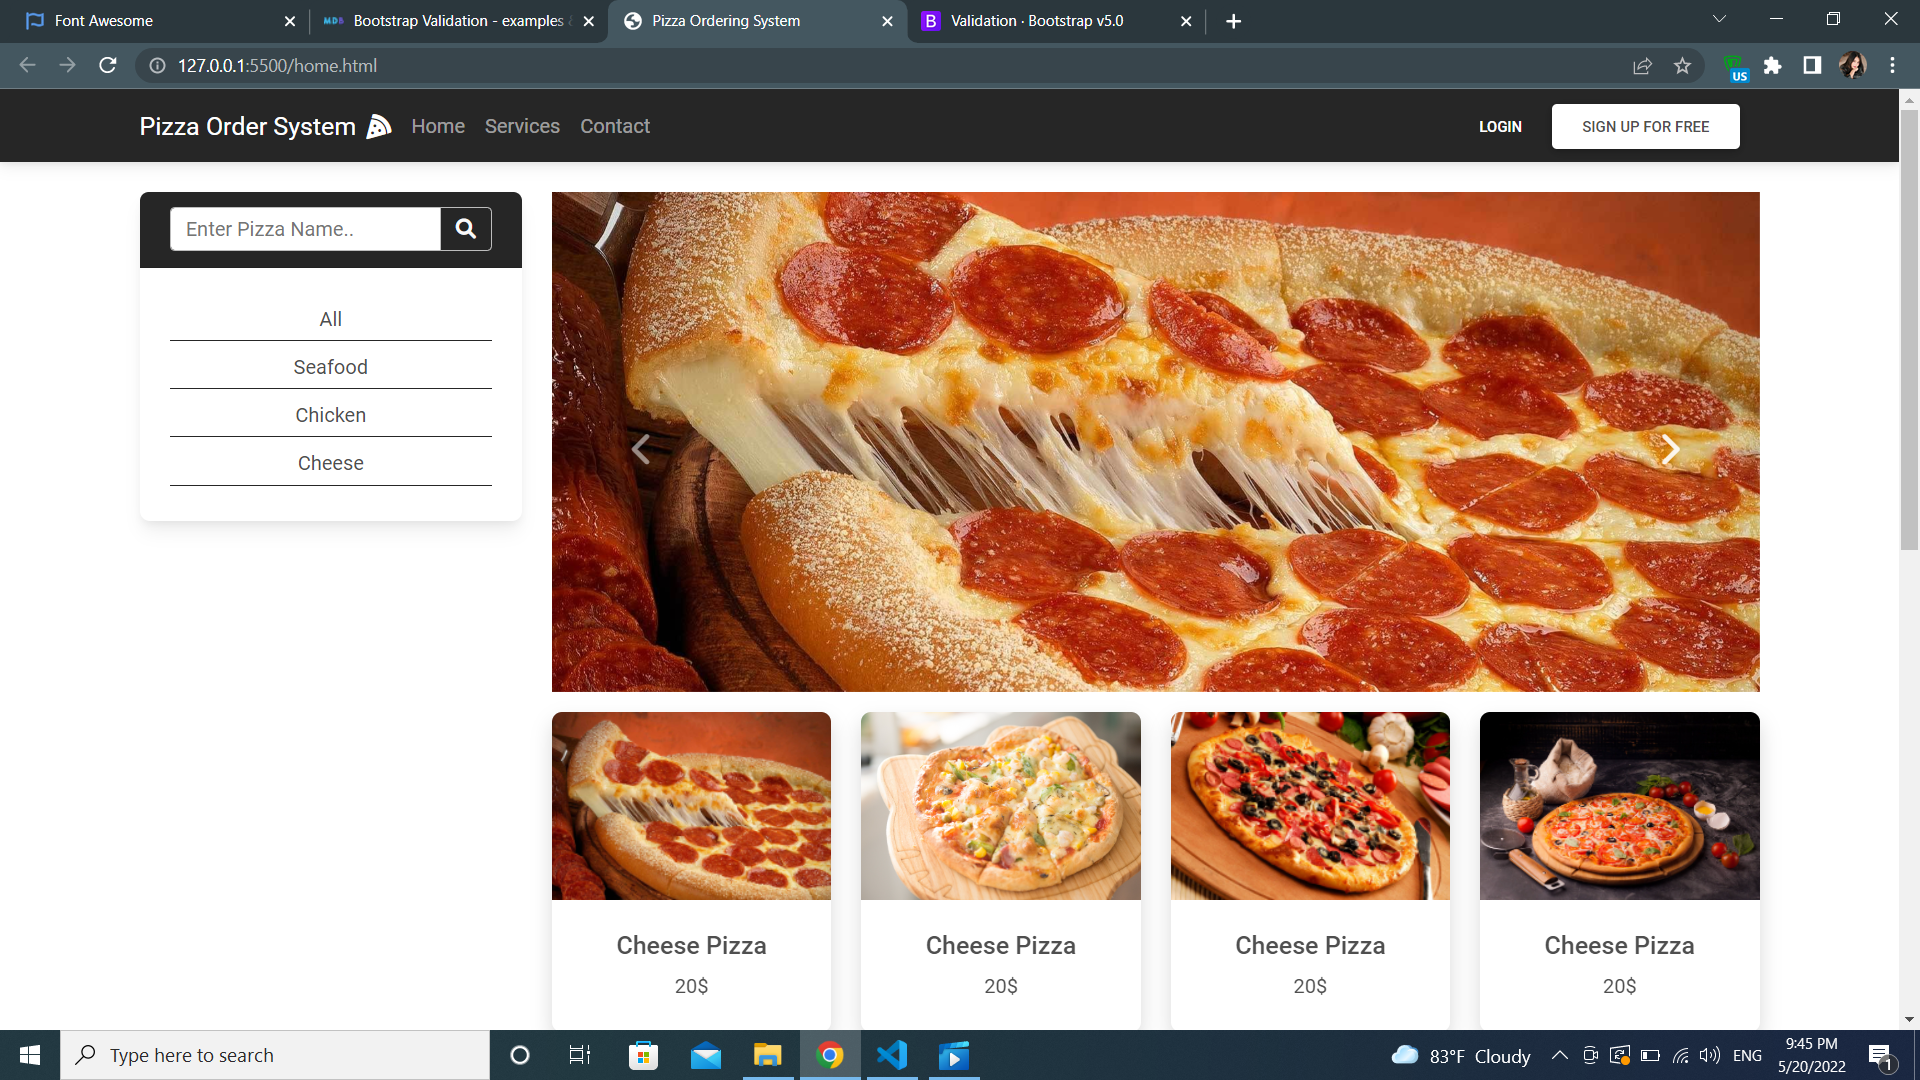 Font Awesome
MDB Bootstrap Validation - examples
Pizza Ordering System
B Validation · Bootstrap v5.0
127.0.0.1:5500/home.html
US
Pizza Order System Home Services Contact LOGIN SIGN UP FOR FREE
Enter Pizza Name..
All
Seafood
Chicken
Cheese
Cheese Pizza Cheese Pizza Cheese Pizza Cheese Pizza
20$ 20$ 20$ 20$
Type here to search
83°F Cloudy
ENG
9:45 PM
5/20/2022
1